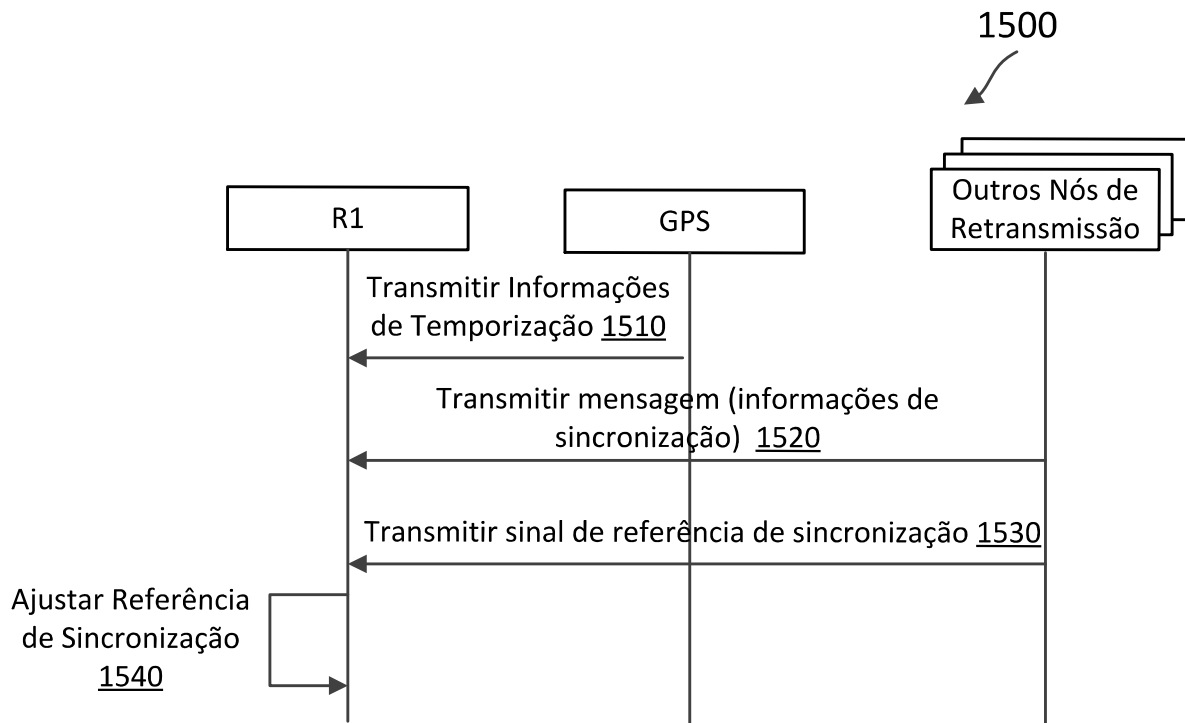 1500
R1
GPS
Outros Nós de
Retransmissão
Transmitir Informações
de Temporização 1510
Transmitir mensagem (informações de
sincronização) 1520
Transmitir sinal de referência de sincronização 1530
Ajustar Referência
de Sincronização
1540